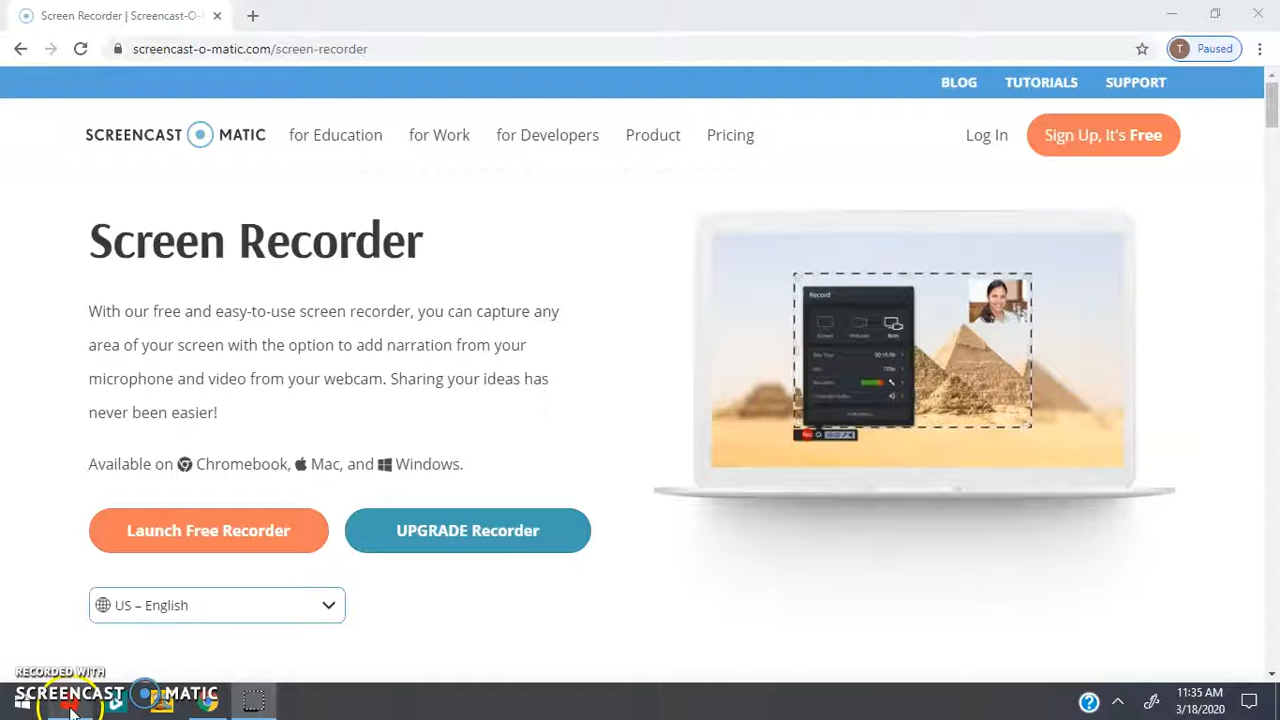 Screen Recorder | Screencast-O-
screencast-o-matic.com/screen-recorder
T Paused
BLOG TUTORIALS SUPPORT
SCREENCAST MATIC for Education for Work for Developers Product Pricing Log In Sign Up, It's Free
Screen Recorder
With our free and easy-to-use screen recorder, you can capture any
area of your screen with the option to add narration from your
microphone and video from your webcam. Sharing your ideas has
never been easier!
Available on Chromebook, Mac, and Windows.
Launch Free Recorder UPGRADE Recorder
US – English
Record
Rec
RECORDED WITH
SCREENCAST MATIC
11:35 AM
3/18/2020